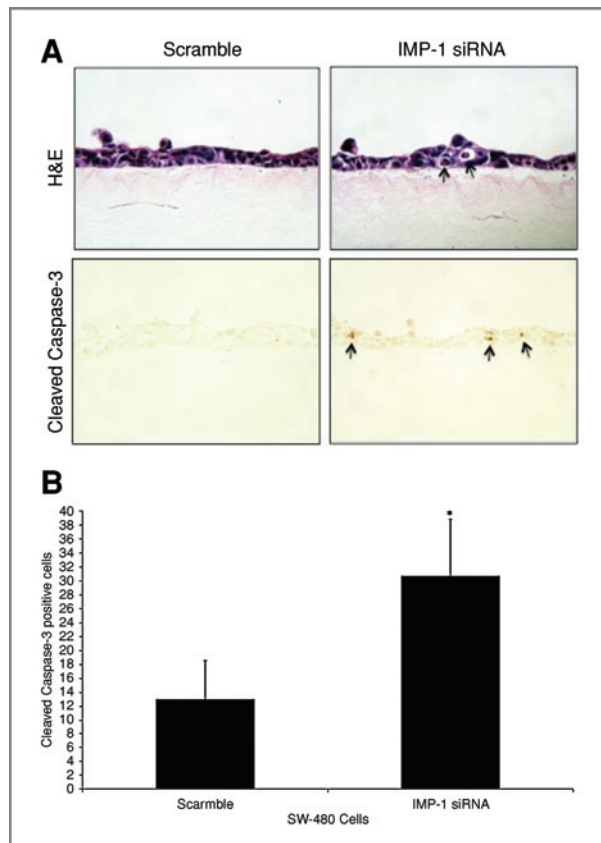 A
Scramble
IMP-1 siRNA
H&E
Cleaved Caspase-3
B
Cleaved Caspase-3 positive cells
40
38
36
34
32
30
28
26
24
22
20
18
16
14
12
10
8
6
4
2
0
*
Scarmble
IMP-1 siRNA
SW-480 Cells